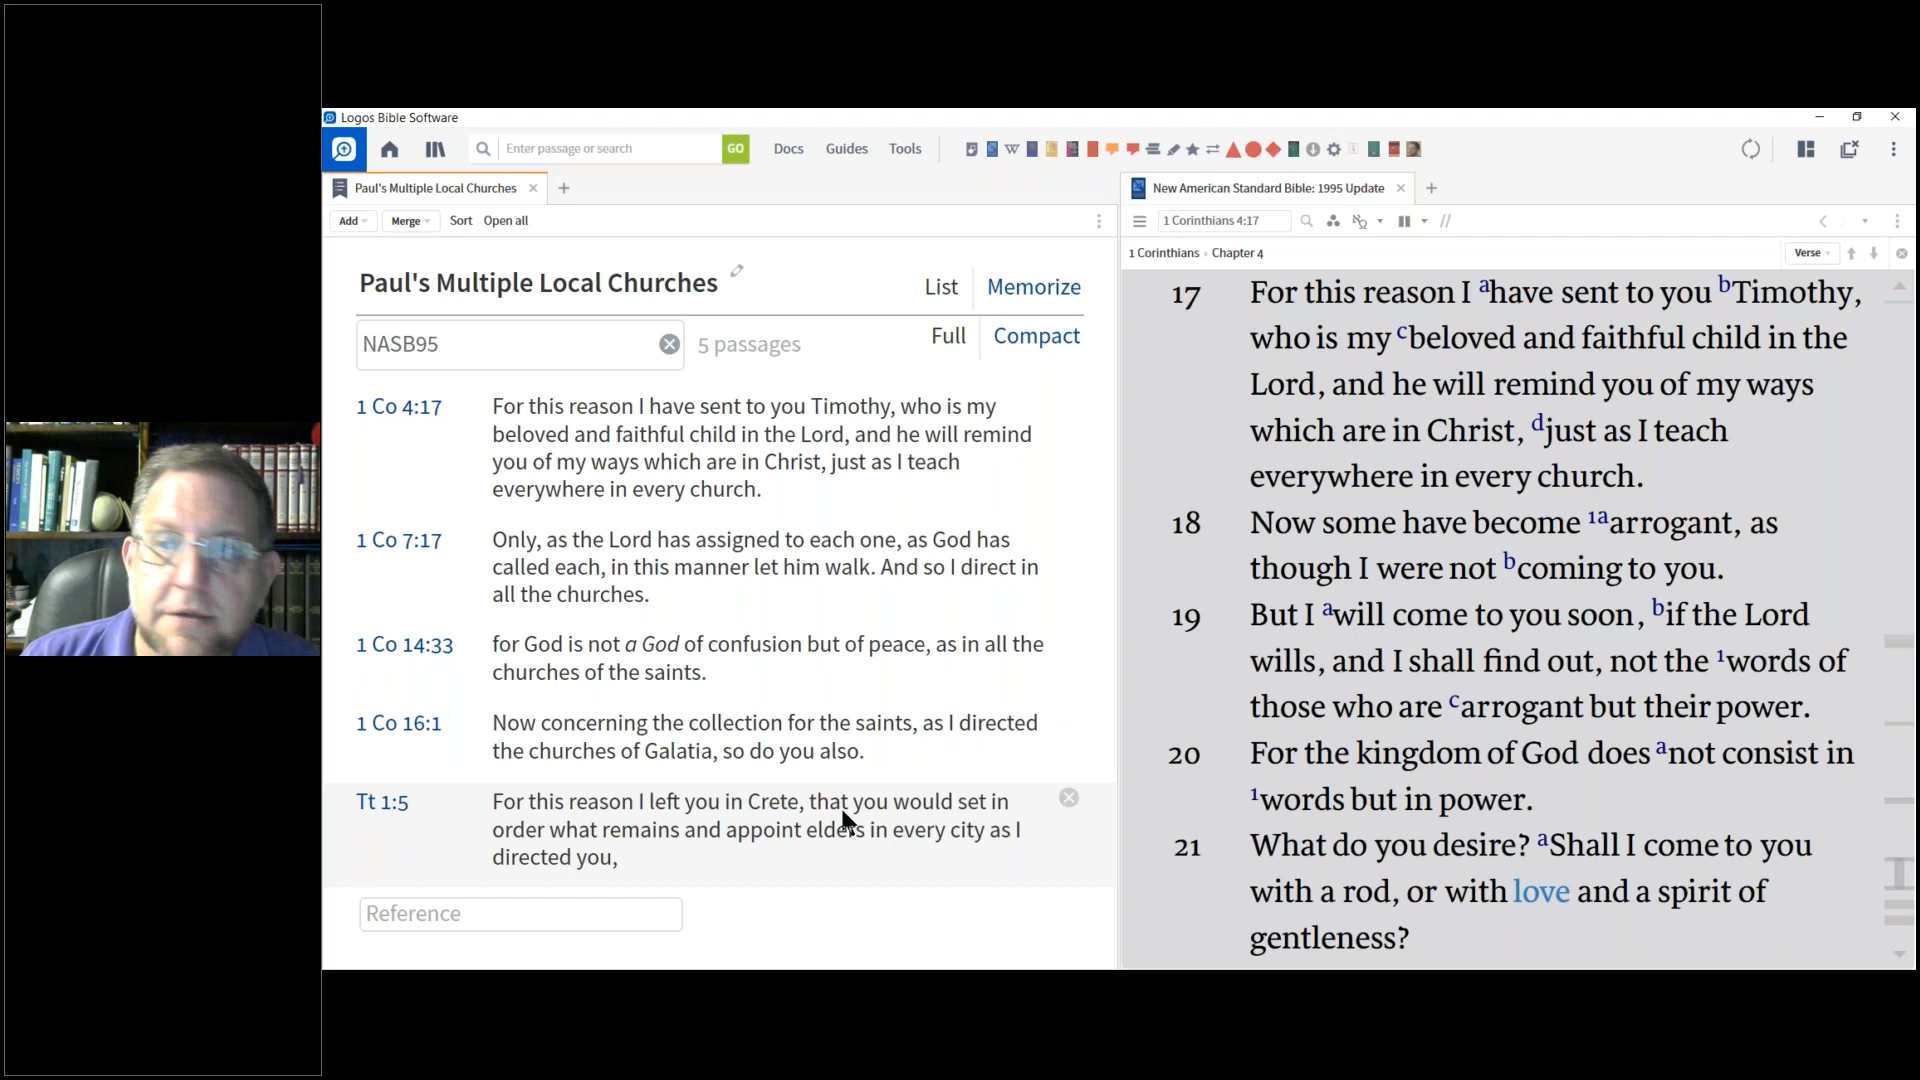 Logos Bible Software
Enter passage or search
GO
Docs
Guides
Tools
Paul's Multiple Local Churches
Add
Merge
Sort
Open all
Paul's Multiple Local Churches
List
Memorize
NASB95
5 passages
Full
Compact
1 Co 4:17
For this reason I have sent to you Timothy, who is my
beloved and faithful child in the Lord, and he will remind
you of my ways which are in Christ, just as I teach
everywhere in every church.
1 Co 7:17
Only, as the Lord has assigned to each one, as God has
called each, in this manner let him walk. And so I direct in
all the churches.
1 Co 14:33
for God is not a God of confusion but of peace, as in all the
churches of the saints.
1 Co 16:1
Now concerning the collection for the saints, as I directed
the churches of Galatia, so do you also.
Tt 1:5
For this reason I left you in Crete, that you would set in
order what remains and appoint elders in every city as I
directed you,
Reference
New American Standard Bible: 1995 Update
1 Corinthians 4:17
1 Corinthians › Chapter 4
Verse
17 For this reason I ahave sent to you bTimothy,
who is my cbeloved and faithful child in the
Lord, and he will remind you of my ways
which are in Christ, djust as I teach
everywhere in every church.
18 Now some have become 1aarrogant, as
though I were not bcoming to you.
19 But I awill come to you soon, bif the Lord
wills, and I shall find out, not the 1words of
those who are carrogant but their power.
20 For the kingdom of God does anot consist in
1words but in power.
21 What do you desire? aShall I come to you
with a rod, or with love and a spirit of
gentleness?